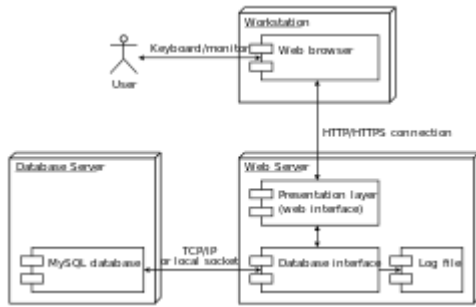 Workstation
Keyboard/monitor
Web browser
User
HTTP/HTTPS connection
Database Server
Web Server
Presentation layer
(web interface)
TCP/IP
or local socket
MySQL database
Database interface
Log file